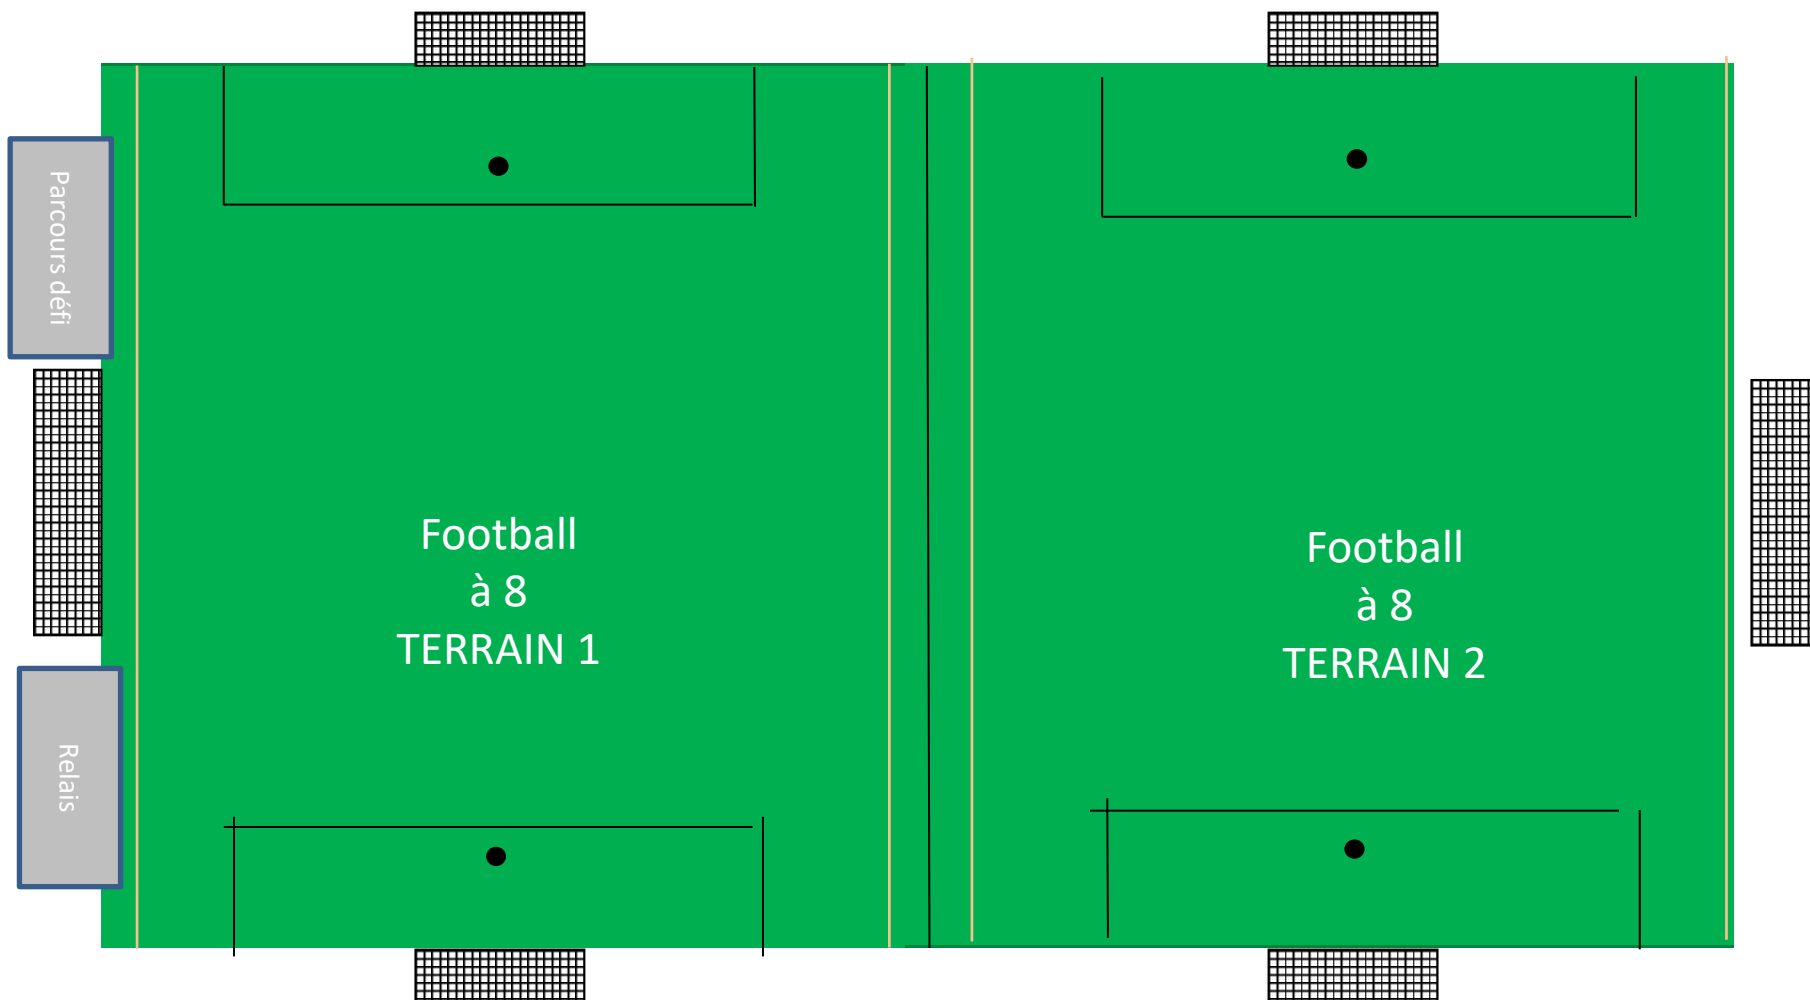 Parcours défi
Football
à 8
TERRAIN 1
Football
à 8
TERRAIN 2
Relais